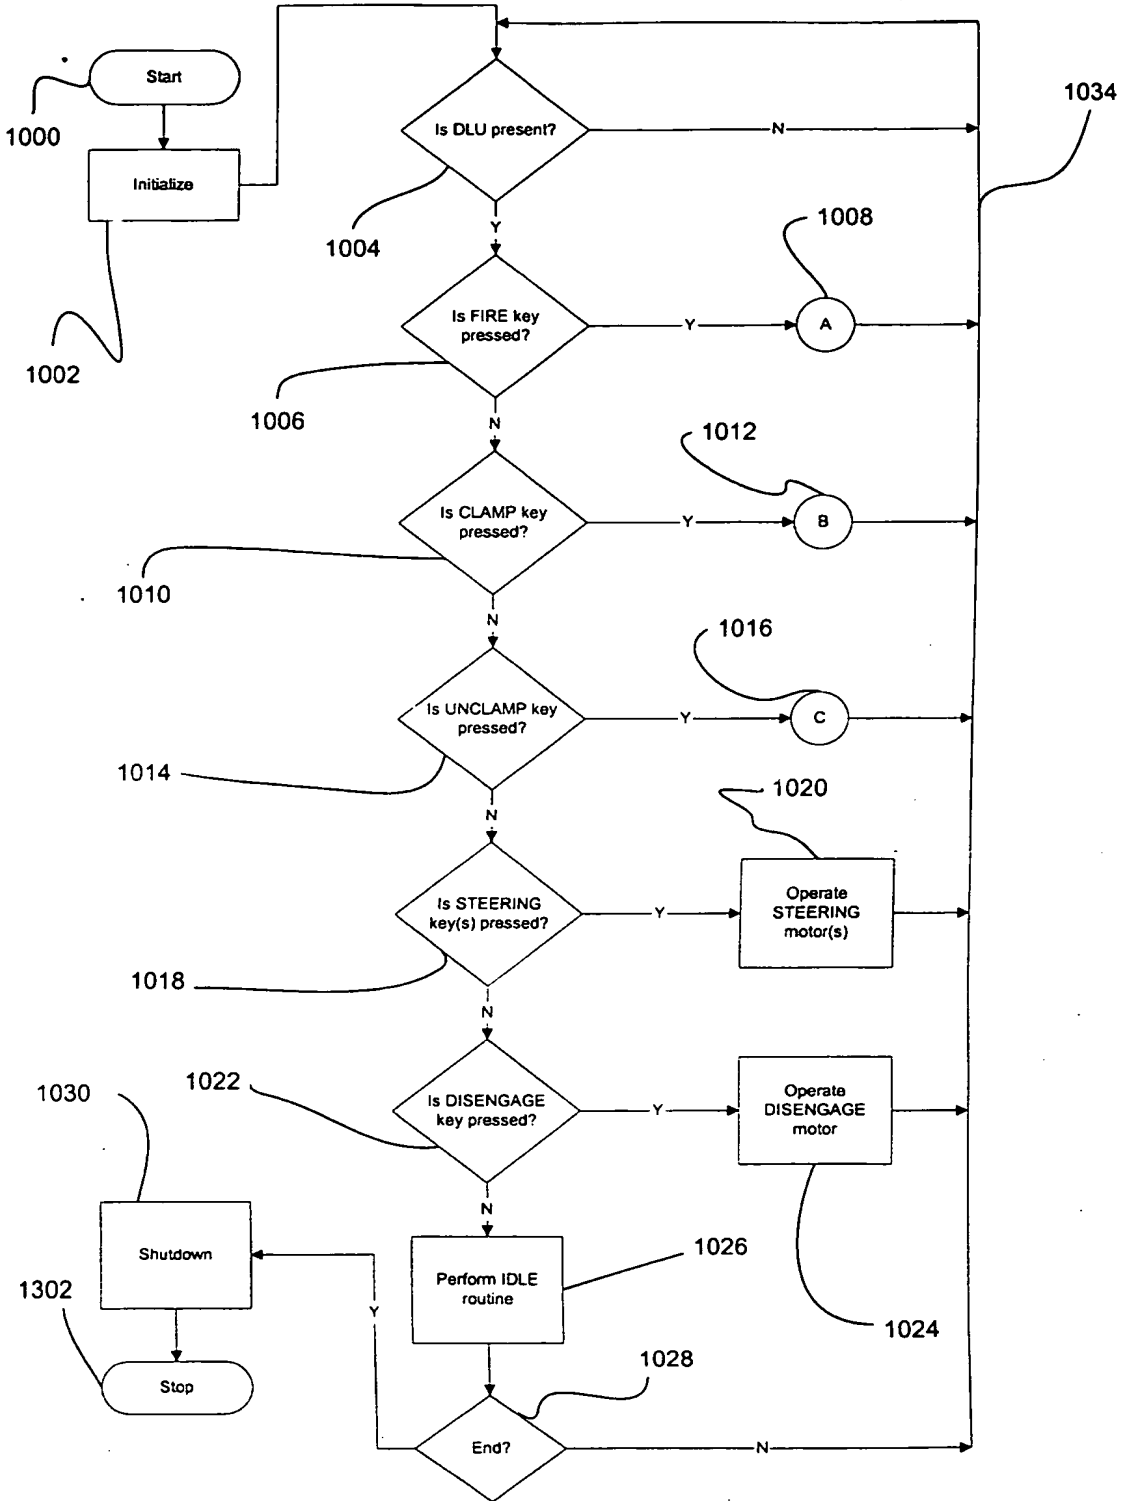 Start
1000
Initialize
1002
Is DLU present?
N
1034
1004
Y
1008
Is FIRE key
pressed?
Y
A
1006
N
1012
Is CLAMP key
pressed?
Y
B
1010
N
1016
Is UNCLAMP key
pressed?
Y
C
1014
N
1020
Is STEERING
key(s) pressed?
Y
Operate
STEERING
motor(s)
1018
N
1022
Is DISENGAGE
key pressed?
Y
Operate
DISENGAGE
motor
1030
N
Shutdown
1026
Perform IDLE
routine
1302
Y
1024
Stop
1028
End?
N